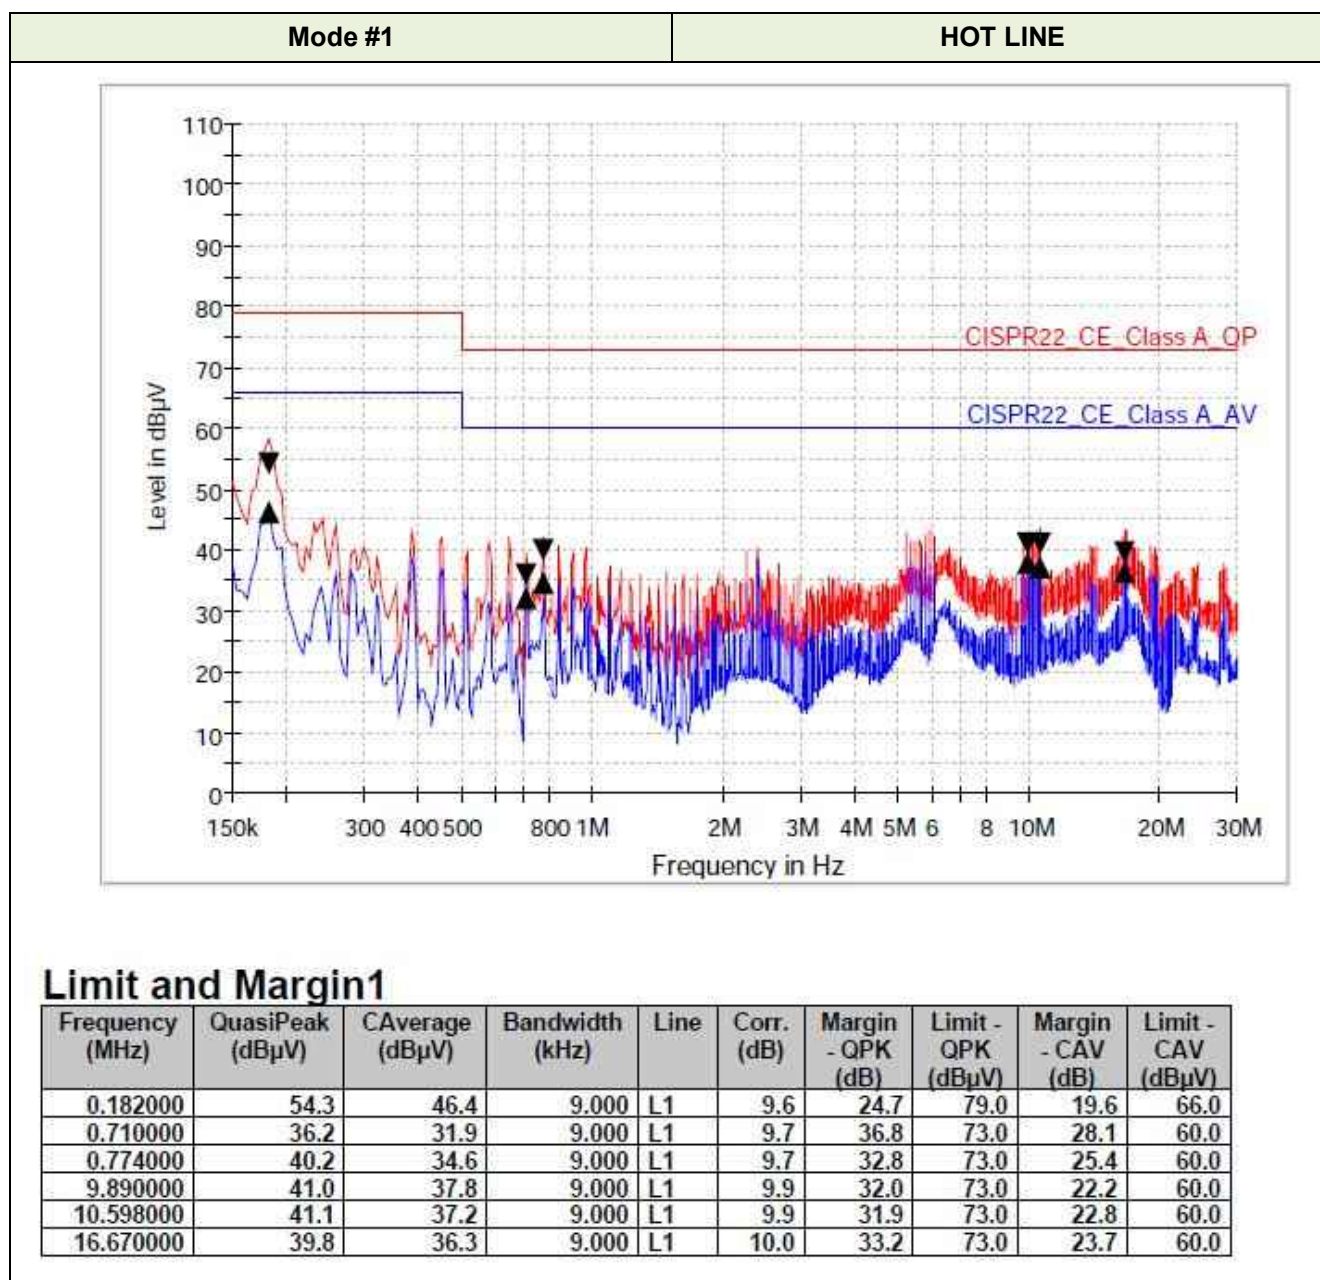 Mode #1 HOT LINE
110
100
90
80
70
60
50
40
30
20
10
0
Level in dBµV
CISPR22_CE_Class A_QP
CISPR22_CE_Class A_AV
150k 300 400 500 800 1M 2M 3M 4M 5M 6 8 10M 20M 30M
Frequency in Hz
Limit and Margin1
Frequency (MHz) QuasiPeak (dBµV) CAverage (dBµV) Bandwidth (kHz) Line Corr. (dB) Margin - QPK (dB) Limit - QPK (dBµV) Margin - CAV (dB) Limit - CAV (dBµV)
0.182000 54.3 46.4 9.000 L1 9.6 24.7 79.0 19.6 66.0
0.710000 36.2 31.9 9.000 L1 9.7 36.8 73.0 28.1 60.0
0.774000 40.2 34.6 9.000 L1 9.7 32.8 73.0 25.4 60.0
9.890000 41.0 37.8 9.000 L1 9.9 32.0 73.0 22.2 60.0
10.598000 41.1 37.2 9.000 L1 9.9 31.9 73.0 22.8 60.0
16.670000 39.8 36.3 9.000 L1 10.0 33.2 73.0 23.7 60.0